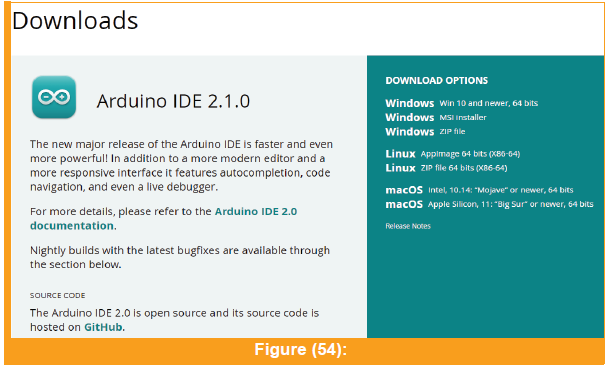 Downloads
Arduino IDE 2.1.0
The new major release of the Arduino IDE is faster and even
more powerful! In addition to a more modern editor and a
more responsive interface it features autocompletion, code
navigation, and even a live debugger.
For more details, please refer to the Arduino IDE 2.0
documentation.
Nightly builds with the latest bugfixes are available through
the section below.
SOURCE CODE
The Arduino IDE 2.0 is open source and its source code is
hosted on GitHub.
DOWNLOAD OPTIONS
Windows Win 10 and newer, 64 bits
Windows MSI installer
Windows ZIP file
Linux AppImage 64 bits (X86-64)
Linux ZIP file 64 bits (X86-64)
macOS Intel, 10.14: "Mojave" or newer, 64 bits
macOS Apple Silicon, 11: "Big Sur" or newer, 64 bits
Release Notes
Figure (54):